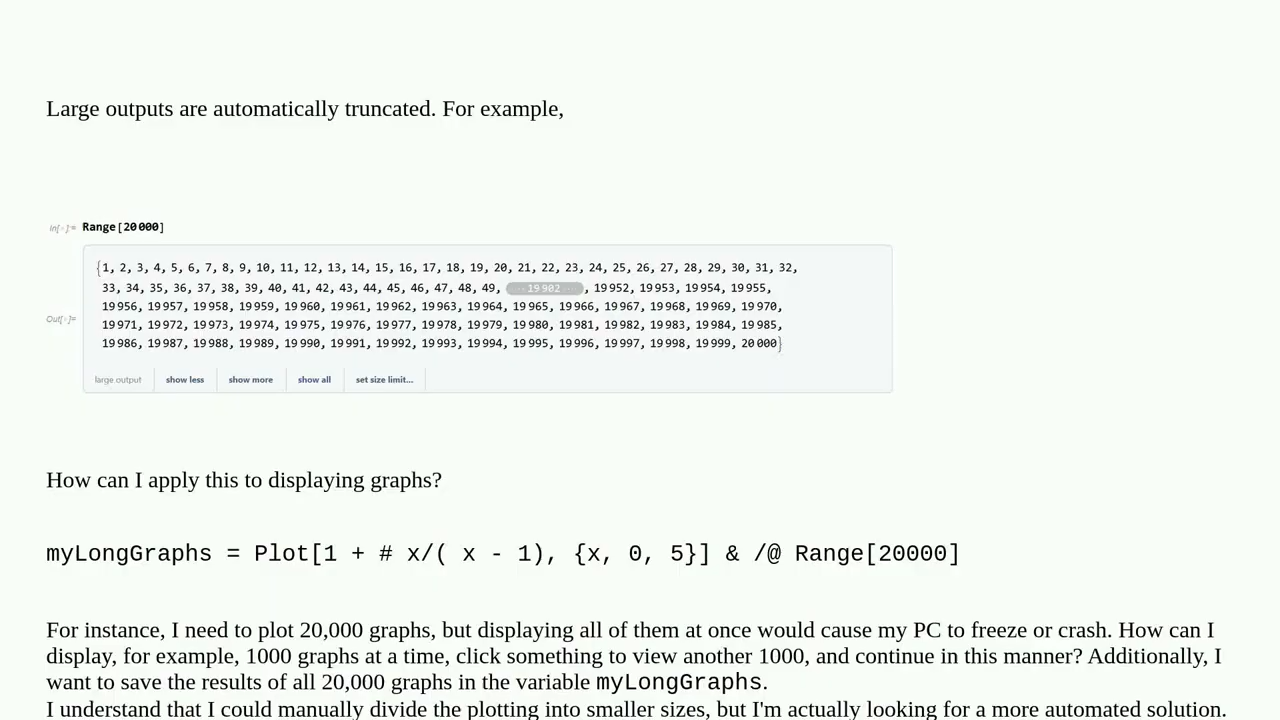 Large outputs are automatically truncated. For example,
In[ ]:= Range[20 000]
{1, 2, 3, 4, 5, 6, 7, 8, 9, 10, 11, 12, 13, 14, 15, 16, 17, 18, 19, 20, 21, 22, 23, 24, 25, 26, 27, 28, 29, 30, 31, 32,
33, 34, 35, 36, 37, 38, 39, 40, 41, 42, 43, 44, 45, 46, 47, 48, 49, ⋯ 19 902 ⋯, 19 952, 19 953, 19 954, 19 955,
19 956, 19 957, 19 958, 19 959, 19 960, 19 961, 19 962, 19 963, 19 964, 19 965, 19 966, 19 967, 19 968, 19 969, 19 970,
Out[ ]=
19 971, 19 972, 19 973, 19 974, 19 975, 19 976, 19 977, 19 978, 19 979, 19 980, 19 981, 19 982, 19 983, 19 984, 19 985,
19 986, 19 987, 19 988, 19 989, 19 990, 19 991, 19 992, 19 993, 19 994, 19 995, 19 996, 19 997, 19 998, 19 999, 20 000}
large output show less show more show all set size limit...
How can I apply this to displaying graphs?
myLongGraphs = Plot[1 + # x/( x - 1), {x, 0, 5}] & /@ Range[20000]
For instance, I need to plot 20,000 graphs, but displaying all of them at once would cause my PC to freeze or crash. How can I
display, for example, 1000 graphs at a time, click something to view another 1000, and continue in this manner? Additionally, I
want to save the results of all 20,000 graphs in the variable myLongGraphs.
I understand that I could manually divide the plotting into smaller sizes, but I'm actually looking for a more automated solution.